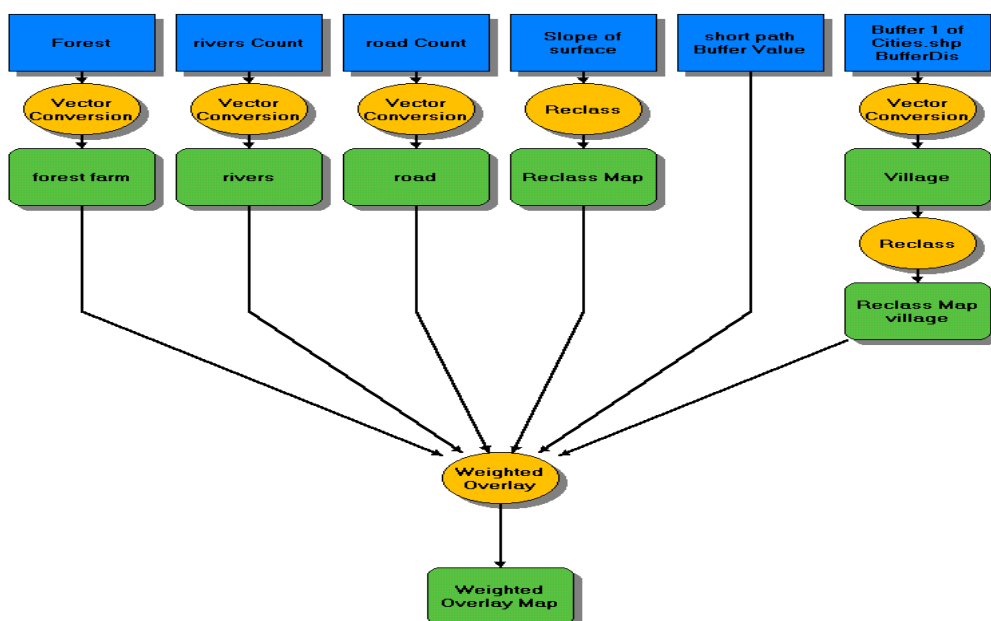 Forest
rivers Count
road Count
Slope of
surface
short path
Buffer Value
Buffer 1 of
Cities.shp
BufferDis
Vector
Conversion
Vector
Conversion
Vector
Conversion
Reclass
Vector
Conversion
forest farm
rivers
road
Reclass Map
Village
Reclass
Reclass Map
village
Weighted
Overlay
Weighted
Overlay Map